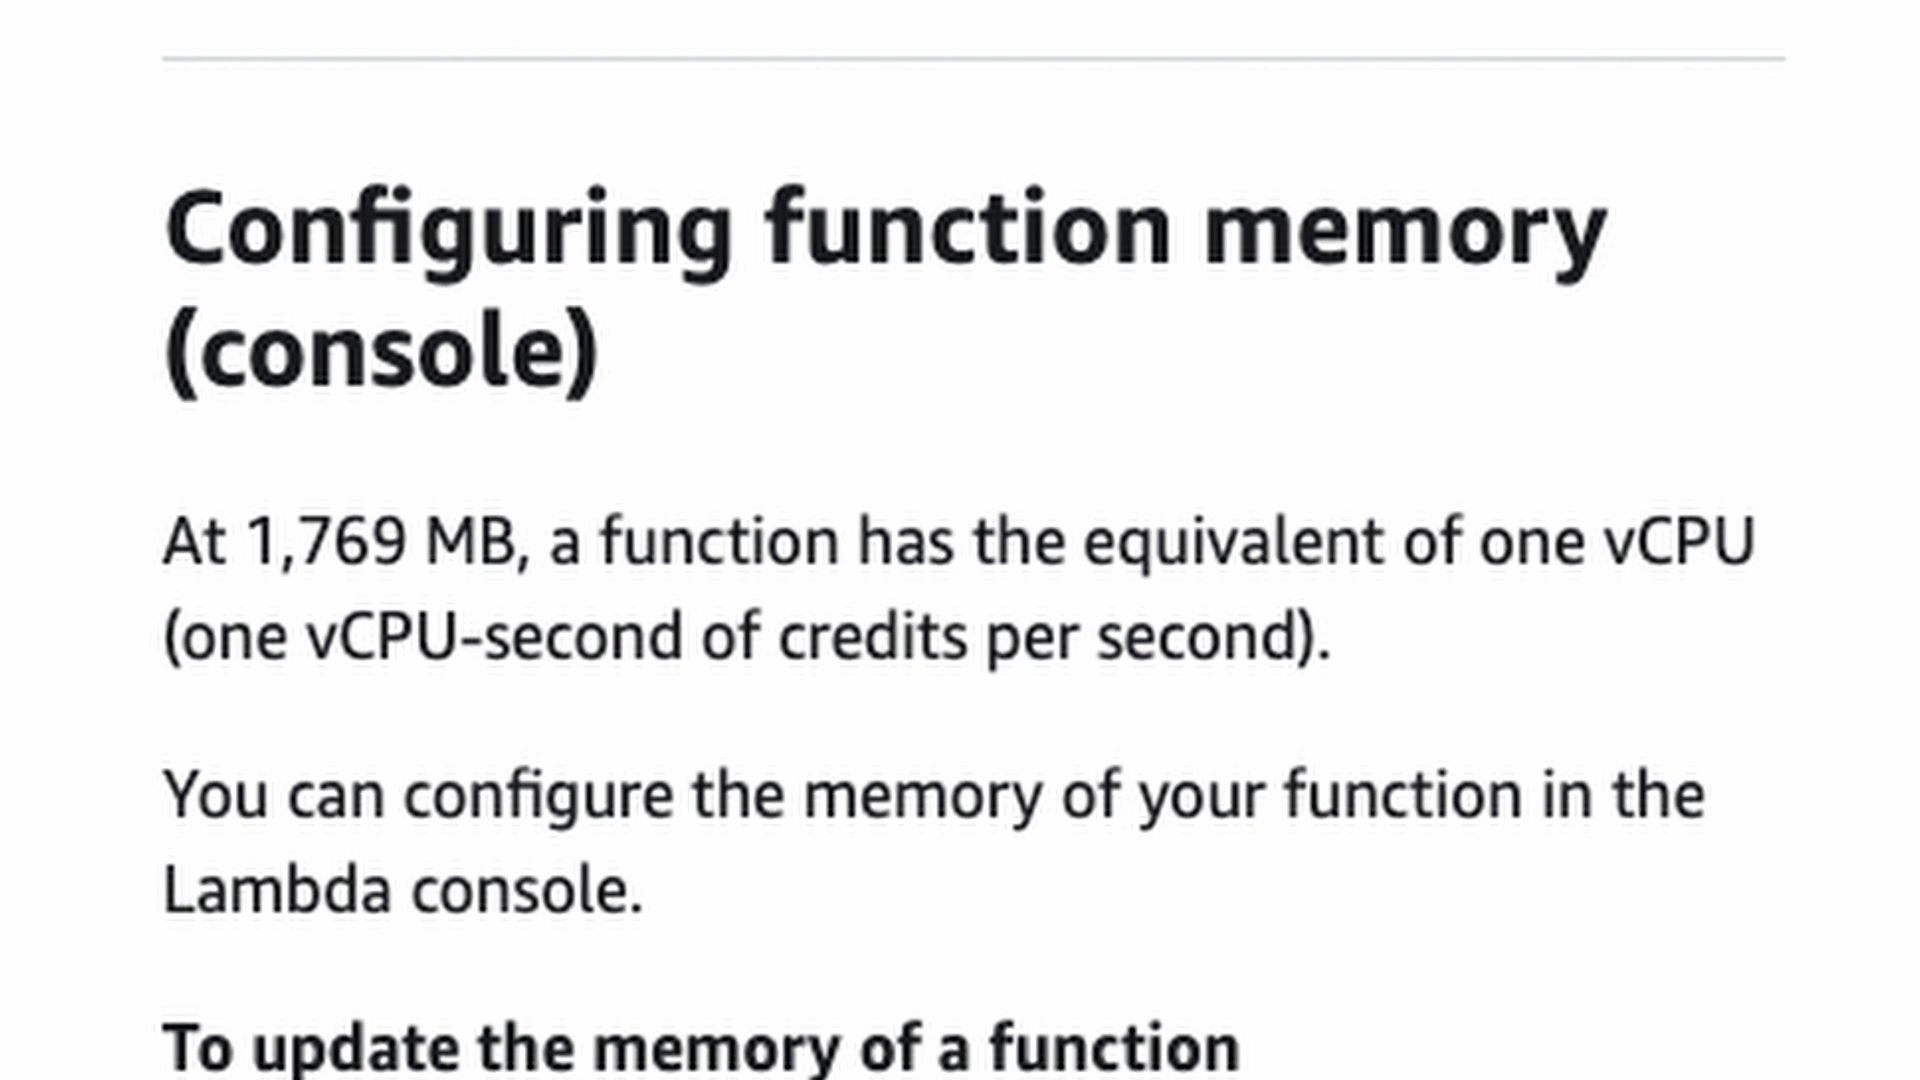 Configuring function memory
(console)
At 1,769 MB, a function has the equivalent of one vCPU
(one vCPU-second of credits per second).
You can configure the memory of your function in the
Lambda console.
To update the memory of a function